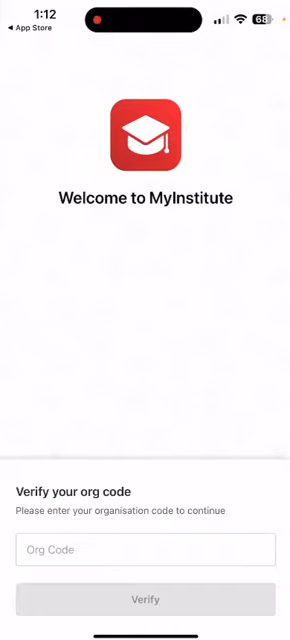 1:12
68
◀ App Store
Welcome to MyInstitute
Verify your org code
Please enter your organisation code to continue
Org Code
Verify